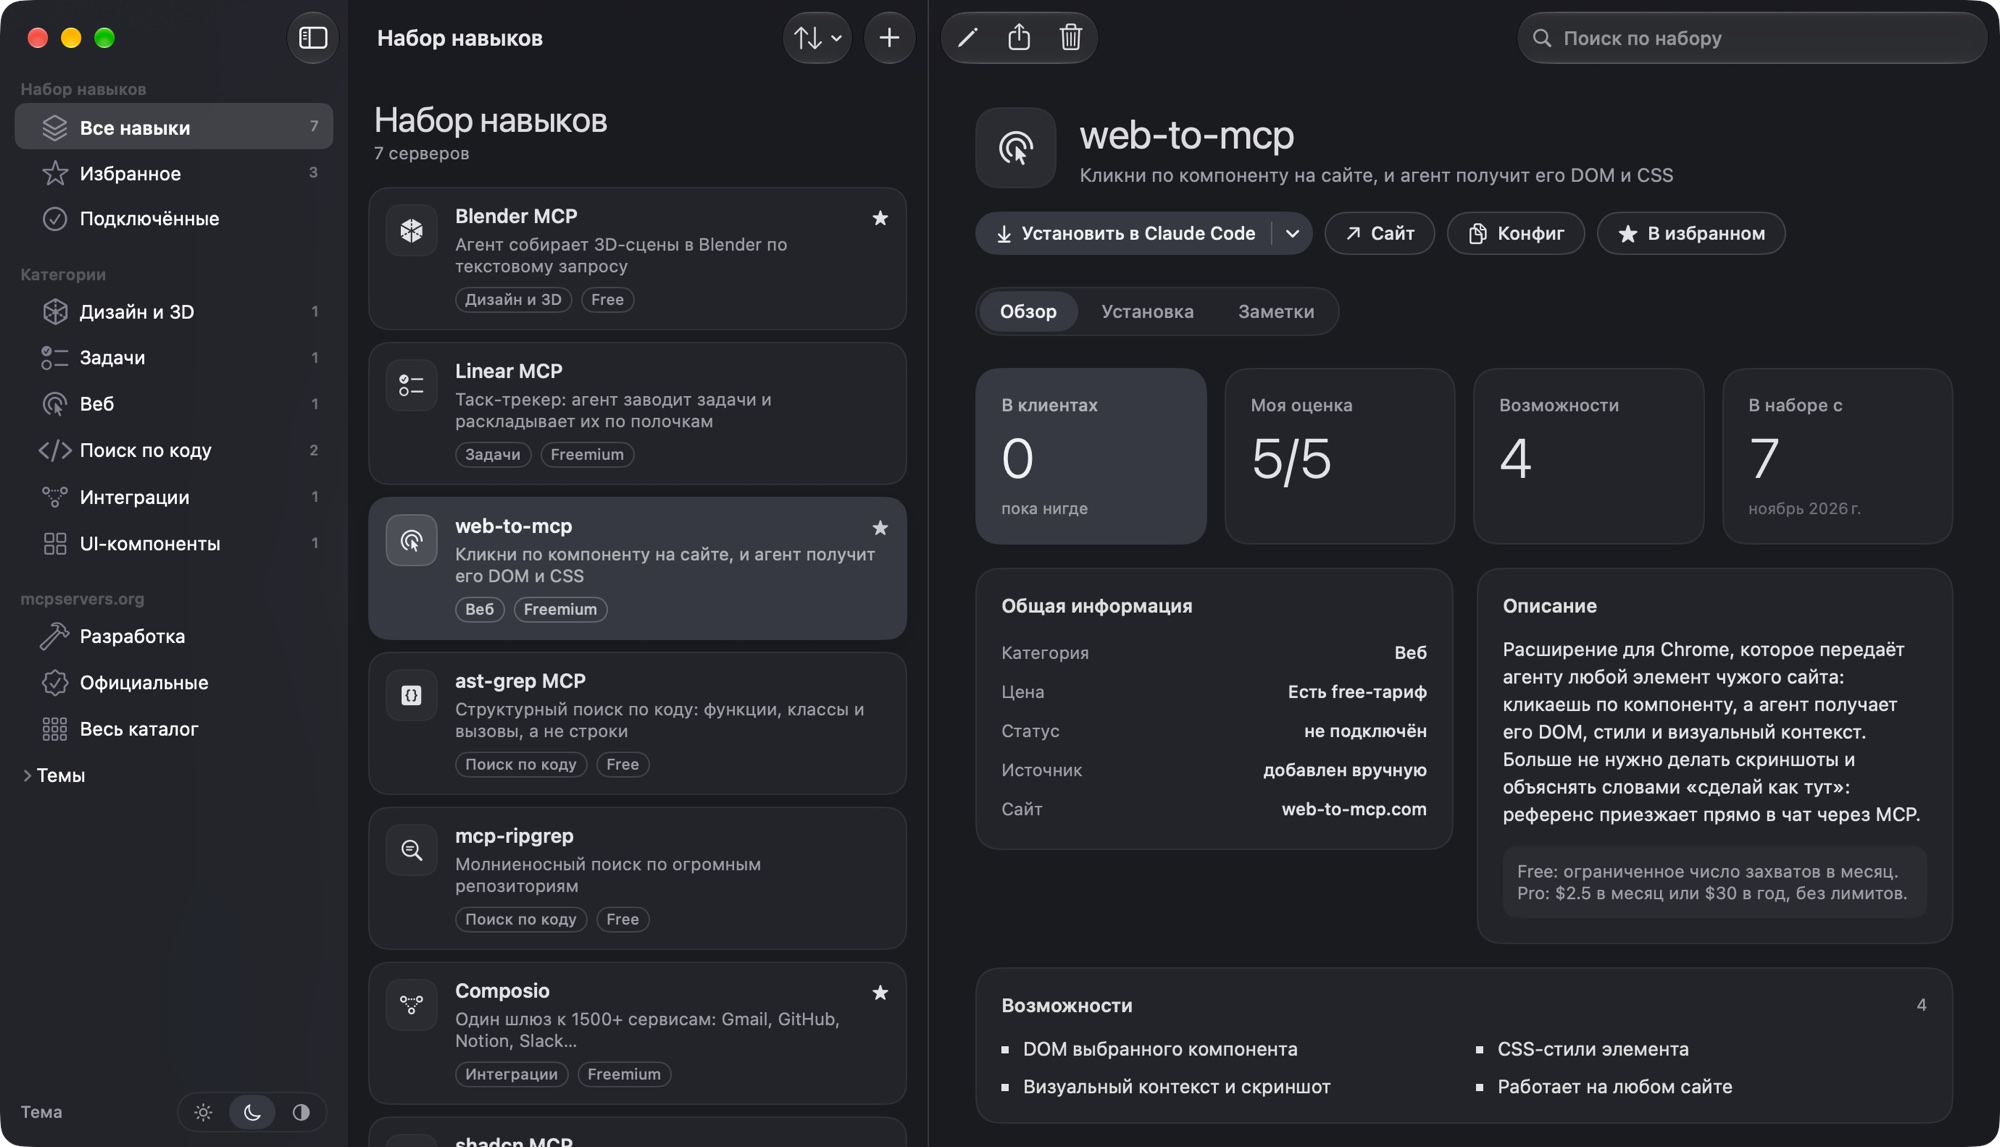 Набор навыков
Все навыки 7
Избранное 3
Подключённые
Категории
Дизайн и 3D 1
Задачи 1
Веб 1
Поиск по коду 2
Интеграции 1
UI-компоненты 1
mcpservers.org
Разработка
Официальные
Весь каталог
Темы
Тема
Набор навыков
Набор навыков
7 серверов
Blender MCP
Агент собирает 3D-сцены в Blender по
текстовому запросу
Дизайн и 3D Free
Linear MCP
Таск-трекер: агент заводит задачи и
раскладывает их по полочкам
Задачи Freemium
web-to-mcp
Кликни по компоненту на сайте, и агент получит
его DOM и CSS
Веб Freemium
ast-grep MCP
Структурный поиск по коду: функции, классы и
вызовы, а не строки
Поиск по коду Free
mcp-ripgrep
Молниеносный поиск по огромным
репозиториям
Поиск по коду Free
Composio
Один шлюз к 1500+ сервисам: Gmail, GitHub,
Notion, Slack...
Интеграции Freemium
shadcn MCP
Поиск по набору
web-to-mcp
Кликни по компоненту на сайте, и агент получит его DOM и CSS
Установить в Claude Code Сайт Конфиг В избранном
Обзор Установка Заметки
В клиентах
0
пока нигде
Моя оценка
5/5
Возможности
4
В наборе с
7
ноябрь 2026 г.
Общая информация
Категория Веб
Цена Есть free-тариф
Статус не подключён
Источник добавлен вручную
Сайт web-to-mcp.com
Описание
Расширение для Chrome, которое передаёт
агенту любой элемент чужого сайта:
кликаешь по компоненту, а агент получает
его DOM, стили и визуальный контекст.
Больше не нужно делать скриншоты и
объяснять словами «сделай как тут»:
референс приезжает прямо в чат через MCP.
Free: ограниченное число захватов в месяц.
Pro: $2.5 в месяц или $30 в год, без лимитов.
Возможности 4
DOM выбранного компонента
CSS-стили элемента
Визуальный контекст и скриншот
Работает на любом сайте